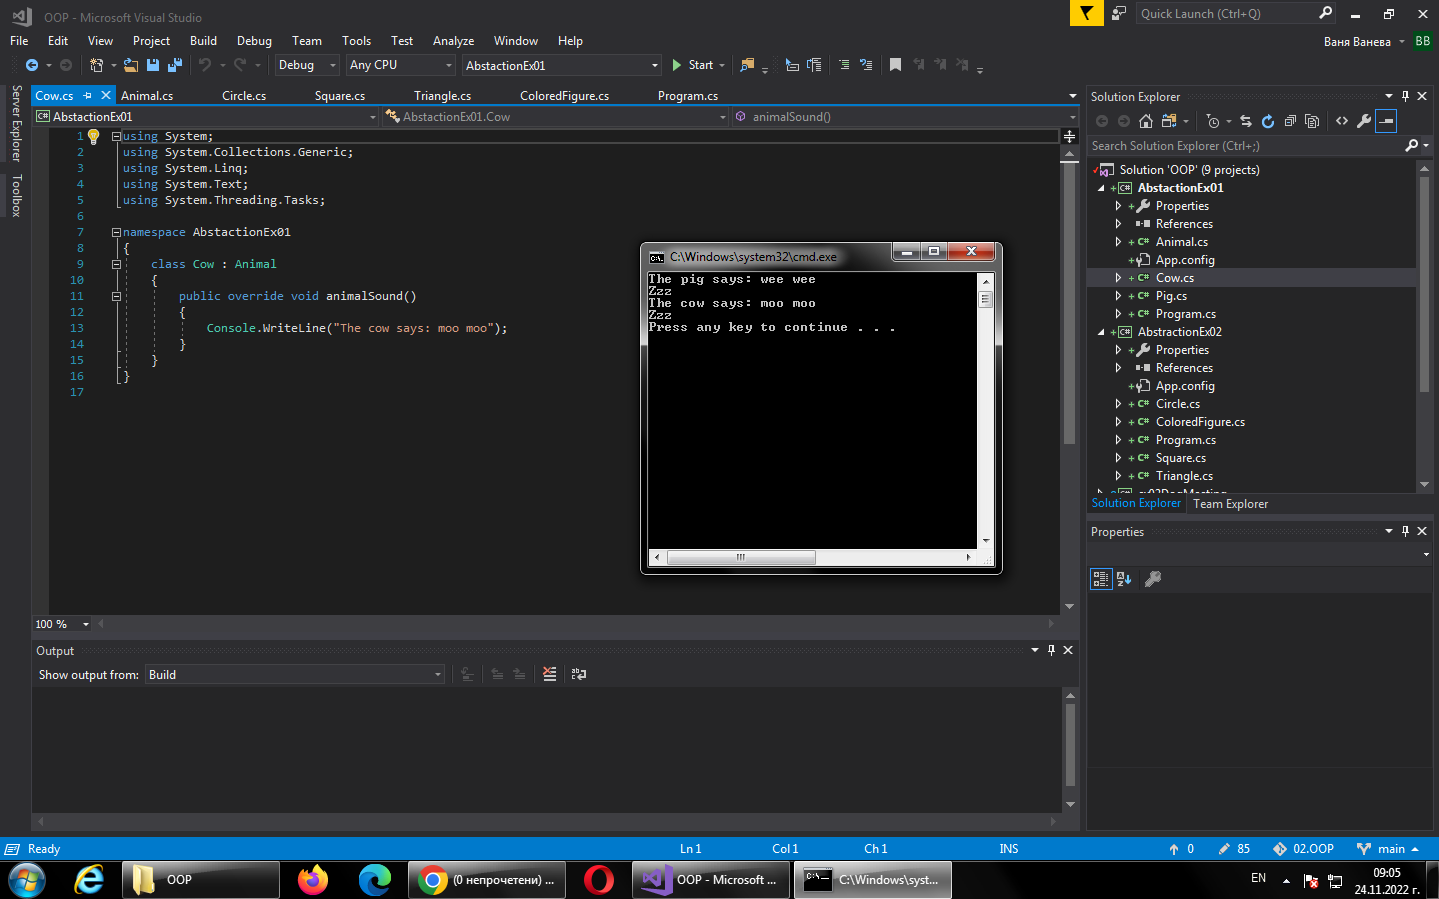 OOP - Microsoft Visual Studio
Quick Launch (Ctrl+Q)
File Edit View Project Build Debug Team Tools Test Analyze Window Help
Ваня Ванева BB
Debug Any CPU AbstactionEx01 Start
Server Explorer
Toolbox
Cow.cs Animal.cs Circle.cs Square.cs Triangle.cs ColoredFigure.cs Program.cs
AbstactionEx01 AbstactionEx01.Cow animalSound()
1 using System;
2 using System.Collections.Generic;
3 using System.Linq;
4 using System.Text;
5 using System.Threading.Tasks;
6
7 namespace AbstactionEx01
8 {
9 class Cow : Animal
10 {
11 public override void animalSound()
12 {
13 Console.WriteLine("The cow says: moo moo");
14 }
15 }
16 }
17
100 %
C:\Windows\system32\cmd.exe
The pig says: wee wee
Zzz
The cow says: moo moo
Zzz
Press any key to continue . . .
Output
Show output from: Build
Solution Explorer
Search Solution Explorer (Ctrl+;)
Solution 'OOP' (9 projects)
AbstactionEx01
Properties
References
Animal.cs
App.config
Cow.cs
Pig.cs
Program.cs
AbstractionEx02
Properties
References
App.config
Circle.cs
ColoredFigure.cs
Program.cs
Square.cs
Triangle.cs
Solution Explorer Team Explorer
Properties
Ready Ln 1 Col 1 Ch 1 INS 0 85 02.OOP main
OOP (0 непрочетени) ... OOP - Microsoft ... C:\Windows\syst... EN 09:05
24.11.2022 г.